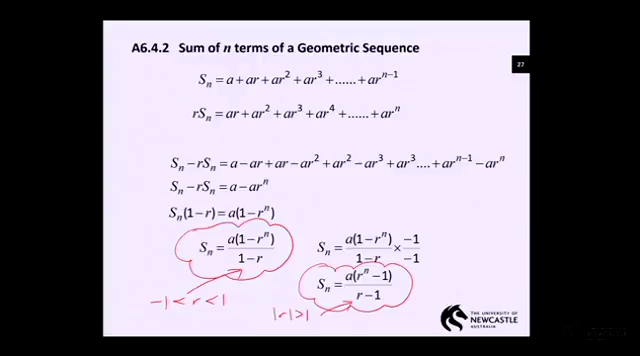 A6.4.2 Sum of n terms of a Geometric Sequence
27
Sₙ = a + ar + ar² + ar³ + ...... + arⁿ⁻¹
rSₙ = ar + ar² + ar³ + ar⁴ + ...... + arⁿ
Sₙ − rSₙ = a − ar + ar − ar² + ar² − ar³ + ar³ .... + arⁿ⁻¹ − arⁿ
Sₙ − rSₙ = a − arⁿ
Sₙ(1 − r) = a(1 − rⁿ)
Sₙ = a(1 − rⁿ) / 1 − r
Sₙ = a(1 − rⁿ) / 1 − r × −1 / −1
Sₙ = a(rⁿ − 1) / r − 1
−1 < r < 1
|r| > 1
THE UNIVERSITY OF
NEWCASTLE
AUSTRALIA